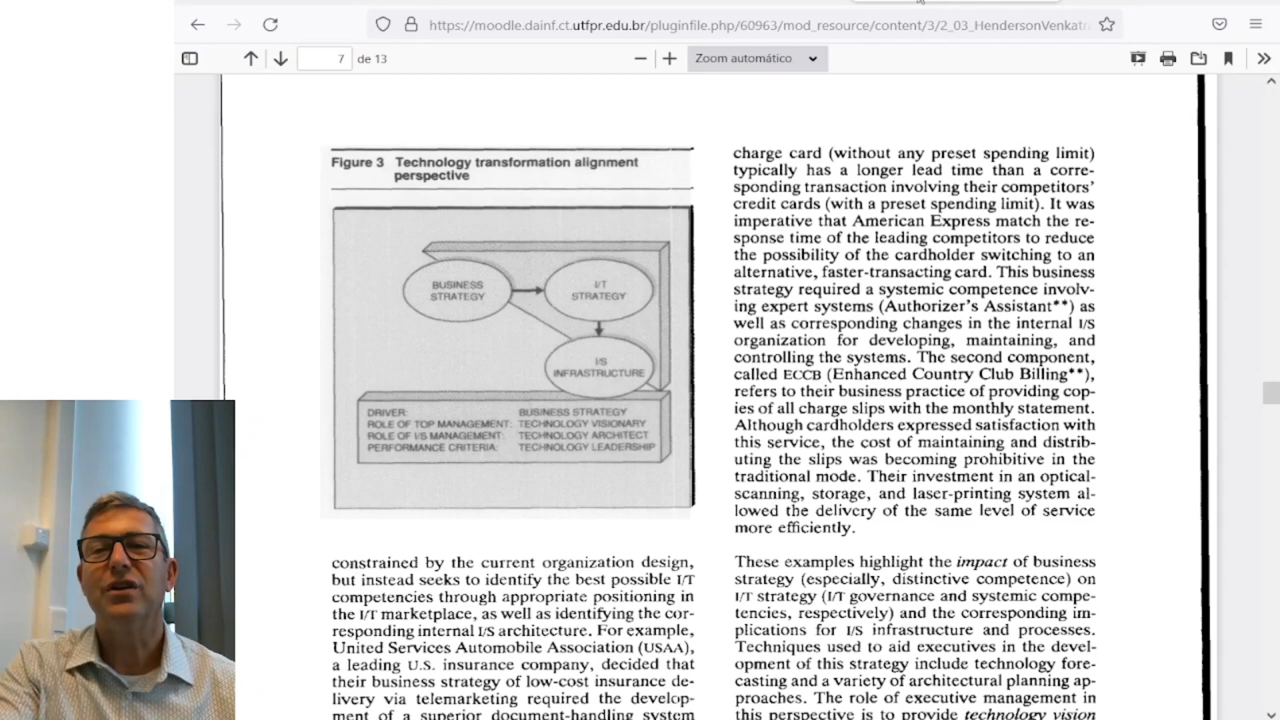 https://moodle.dainf.ct.utfpr.edu.br/pluginfile.php/60963/mod_resource/content/3/2_03_HendersonVenkatr
7 de 13
Zoom automático
Figure 3 Technology transformation alignment
perspective
BUSINESS
STRATEGY
I/T
STRATEGY
I/S
INFRASTRUCTURE
DRIVER: BUSINESS STRATEGY
ROLE OF TOP MANAGEMENT: TECHNOLOGY VISIONARY
ROLE OF I/S MANAGEMENT: TECHNOLOGY ARCHITECT
PERFORMANCE CRITERIA: TECHNOLOGY LEADERSHIP
constrained by the current organization design,
but instead seeks to identify the best possible I/T
competencies through appropriate positioning in
the I/T marketplace, as well as identifying the cor-
responding internal I/S architecture. For example,
United Services Automobile Association (USAA),
a leading U.S. insurance company, decided that
their business strategy of low-cost insurance de-
livery via telemarketing required the develop-
ment of a superior document-handling system
charge card (without any preset spending limit)
typically has a longer lead time than a corre-
sponding transaction involving their competitors'
credit cards (with a preset spending limit). It was
imperative that American Express match the re-
sponse time of the leading competitors to reduce
the possibility of the cardholder switching to an
alternative, faster-transacting card. This business
strategy required a systemic competence involv-
ing expert systems (Authorizer's Assistant**) as
well as corresponding changes in the internal I/S
organization for developing, maintaining, and
controlling the systems. The second component,
called ECCB (Enhanced Country Club Billing**),
refers to their business practice of providing cop-
ies of all charge slips with the monthly statement.
Although cardholders expressed satisfaction with
this service, the cost of maintaining and distrib-
uting the slips was becoming prohibitive in the
traditional mode. Their investment in an optical-
scanning, storage, and laser-printing system al-
lowed the delivery of the same level of service
more efficiently.
These examples highlight the impact of business
strategy (especially, distinctive competence) on
I/T strategy (I/T governance and systemic compe-
tencies, respectively) and the corresponding im-
plications for I/S infrastructure and processes.
Techniques used to aid executives in the devel-
opment of this strategy include technology fore-
casting and a variety of architectural planning ap-
proaches. The role of executive management in
this perspective is to provide technology vision